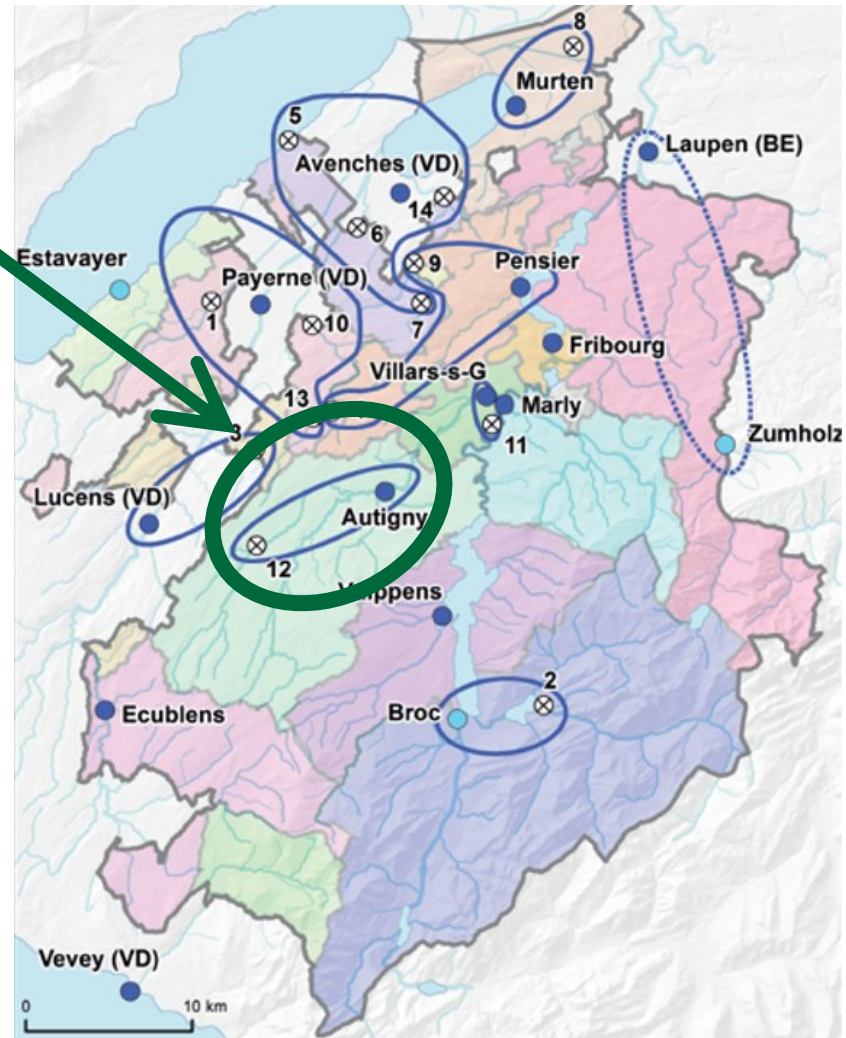 8
Murten
5
Laupen (BE)
Avenches (VD)
14
6
Estavayer
9
Pensier
Payerne (VD)
1
10
7
Fribourg
Villars-s-G
13
Marly
3
11
Zumholz
Lucens (VD)
Autigny
12
Vuippens
2
Broc
Ecublens
Vevey (VD)
0 10 km